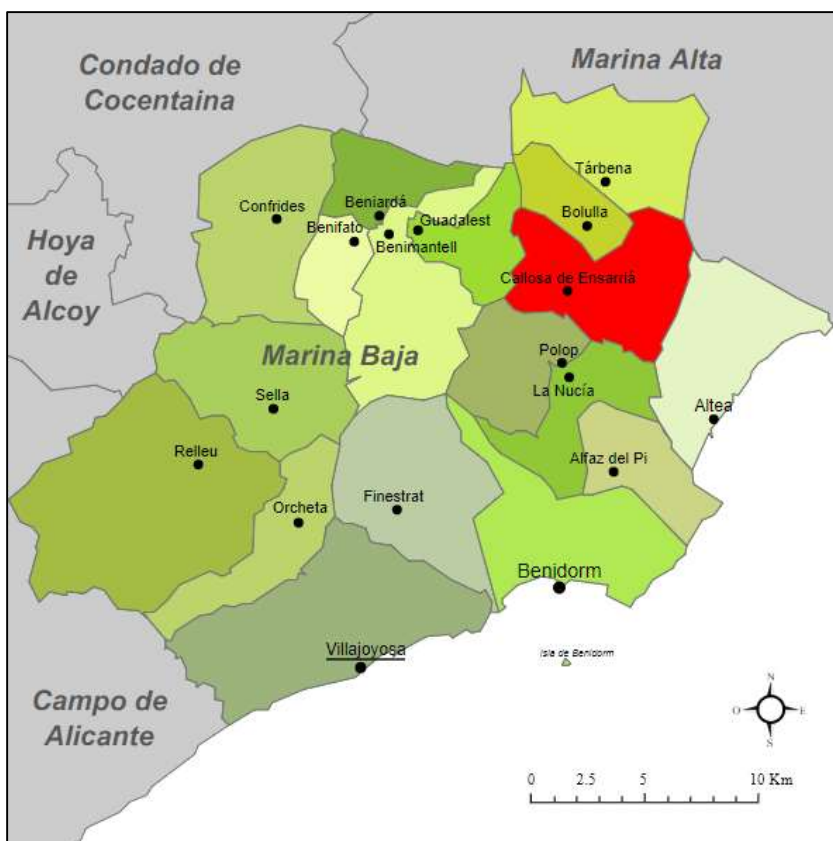 Condado de
Cocentaina
Marina Alta
Tárbena
Beniardá
Confrides
Bolulla
Guadalest
Benifato
Benimantell
Hoya
de
Alcoy
Callosa de Ensarriá
Marina Baja
Polop
La Nucía
Sella
Altea
Relleu
Alfaz del Pi
Finestrat
Orcheta
Benidorm
Villajoyosa
Isla de Benidorm
Campo de
Alicante
N
O
E
S
0 2.5 5 10 Km